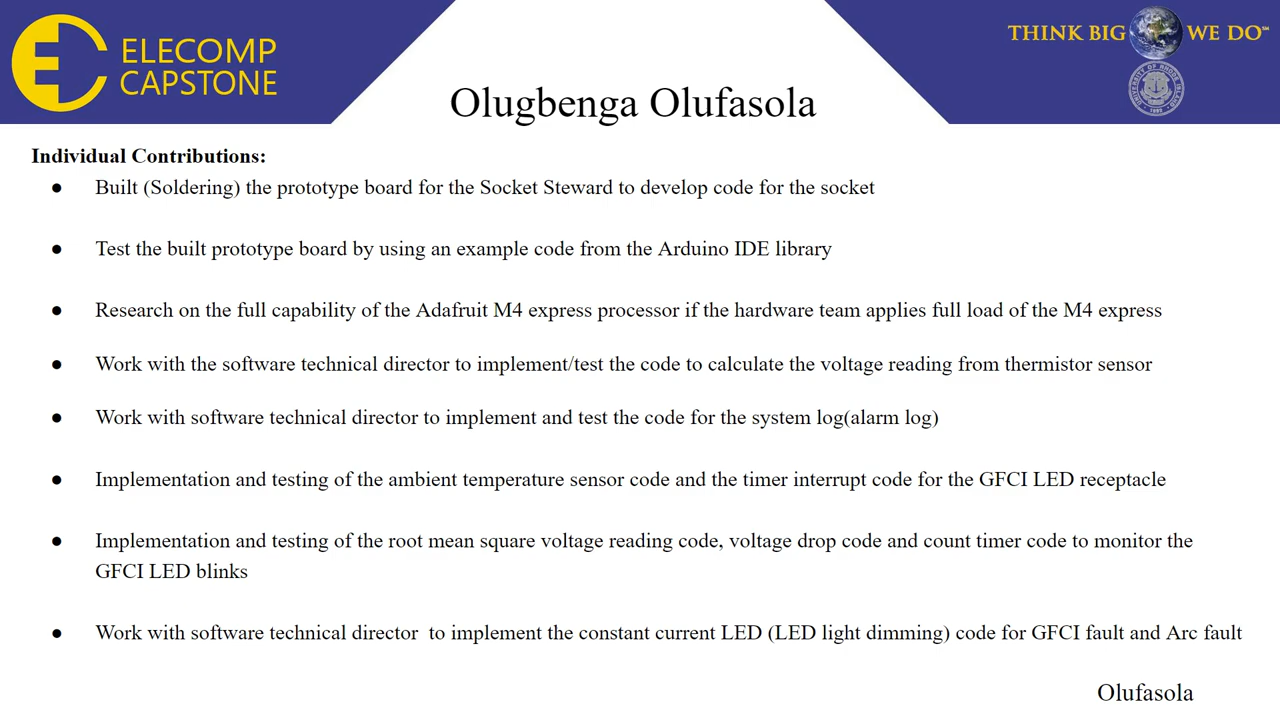 ELECOMP
CAPSTONE
THINK BIG WE DO℠
UNIVERSITY OF RHODE ISLAND
1892
Olugbenga Olufasola
Individual Contributions:
● Built (Soldering) the prototype board for the Socket Steward to develop code for the socket
● Test the built prototype board by using an example code from the Arduino IDE library
● Research on the full capability of the Adafruit M4 express processor if the hardware team applies full load of the M4 express
● Work with the software technical director to implement/test the code to calculate the voltage reading from thermistor sensor
● Work with software technical director to implement and test the code for the system log(alarm log)
● Implementation and testing of the ambient temperature sensor code and the timer interrupt code for the GFCI LED receptacle
● Implementation and testing of the root mean square voltage reading code, voltage drop code and count timer code to monitor the
GFCI LED blinks
● Work with software technical director  to implement the constant current LED (LED light dimming) code for GFCI fault and Arc fault
Olufasola